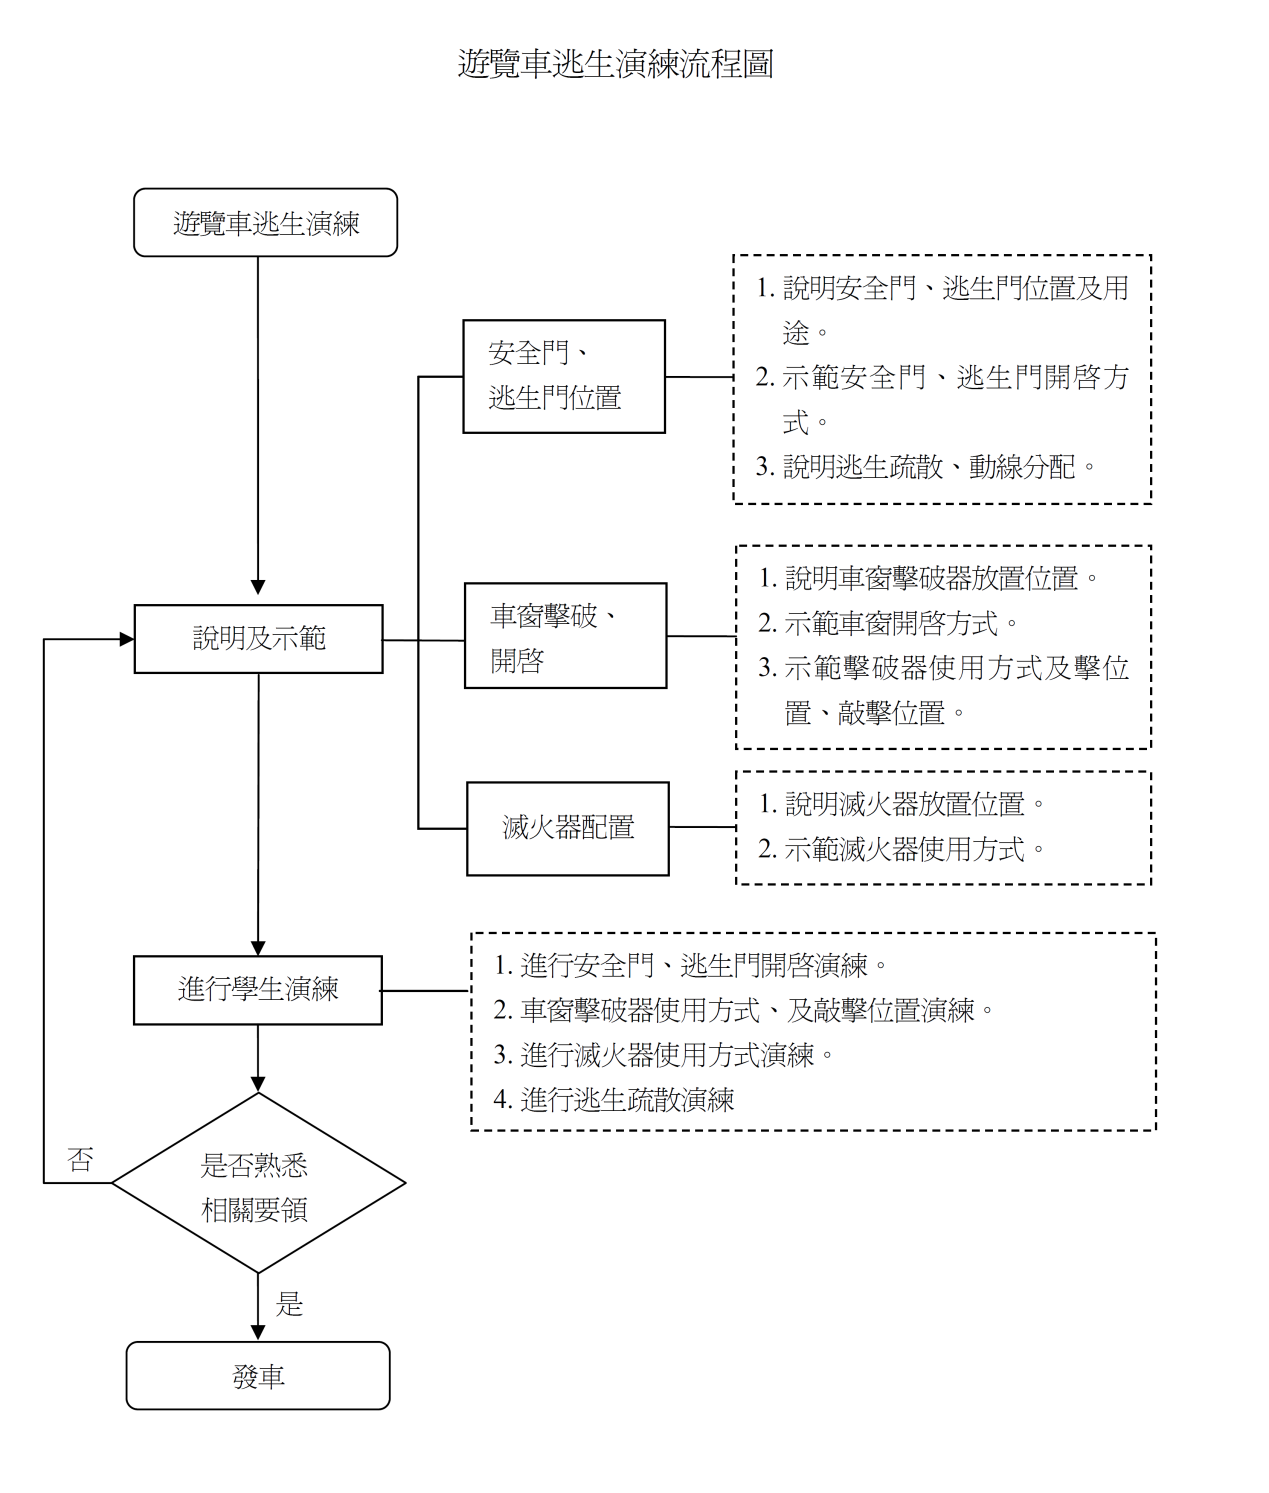 遊覽車逃生演練流程圖
遊覽車逃生演練
安全門、
逃生門位置
1. 說明安全門、逃生門位置及用
途。
2. 示範安全門、逃生門開啓方
式。
3. 說明逃生疏散、動線分配。
說明及示範
車窗擊破、
開啓
1. 說明車窗擊破器放置位置。
2. 示範車窗開啓方式。
3. 示範擊破器使用方式及擊位
置、敲擊位置。
滅火器配置
1. 說明滅火器放置位置。
2. 示範滅火器使用方式。
進行學生演練
1. 進行安全門、逃生門開啓演練。
2. 車窗擊破器使用方式、及敲擊位置演練。
3. 進行滅火器使用方式演練。
4. 進行逃生疏散演練
否
是否熟悉
相關要領
是
發車